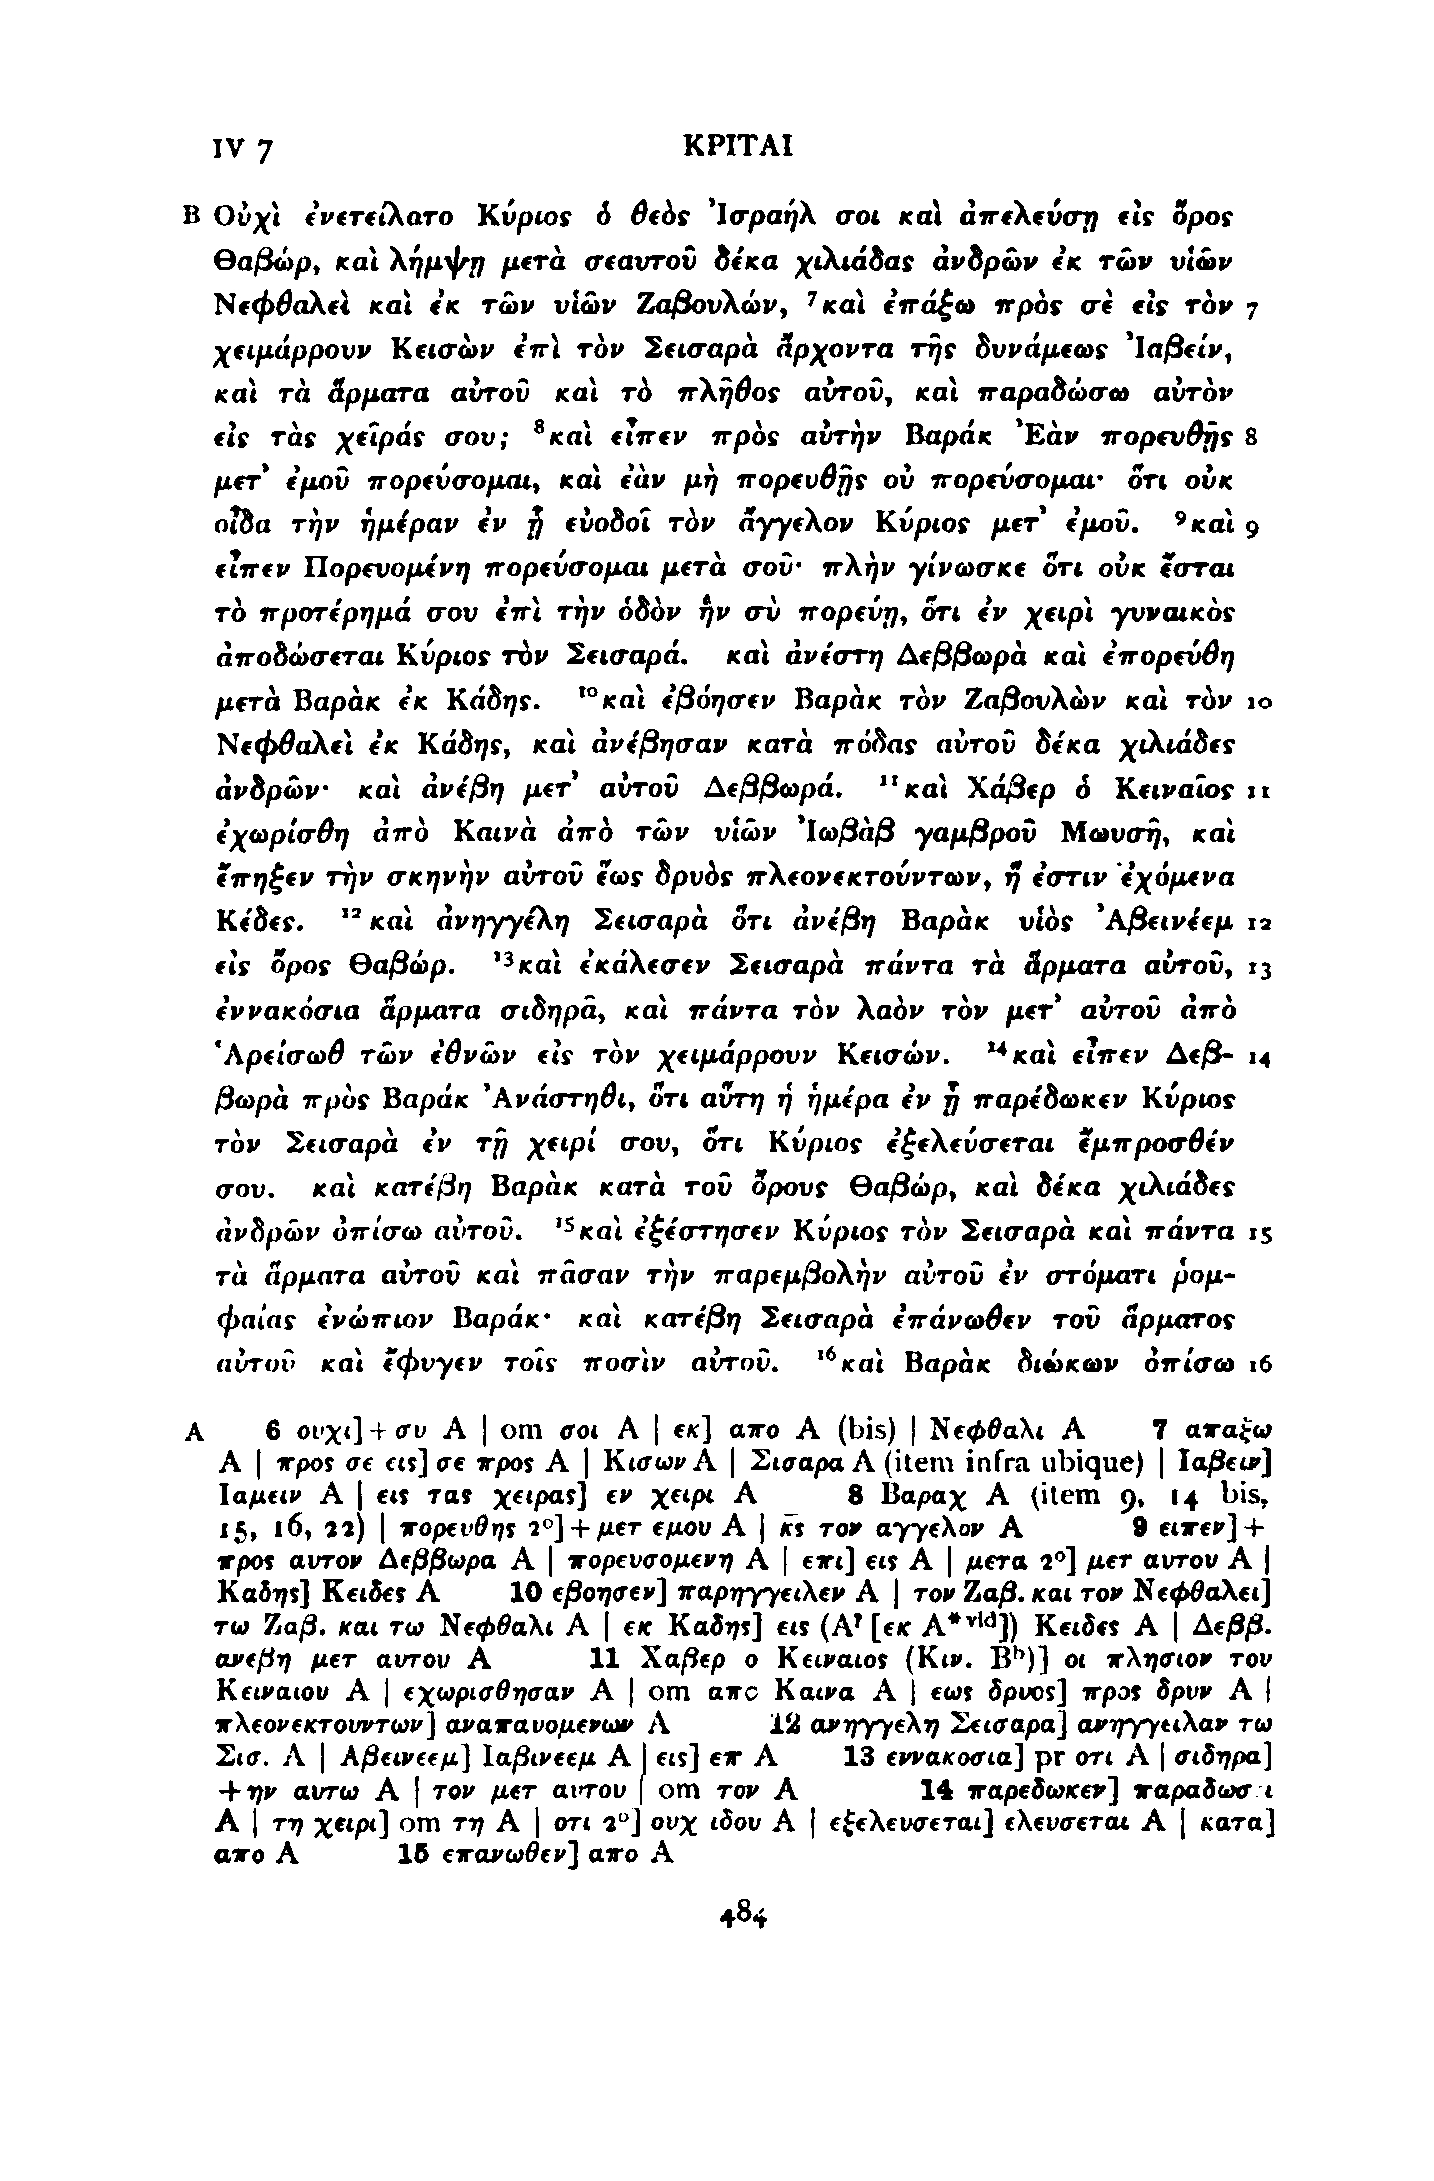 IV 7 ΚΡΙΤΑΙ
B Οὐχὶ ἐνετείλατο Κύριος ὁ θεὸς Ἰσραήλ σοι καὶ ἀπελεύσῃ εἰς ὄρος
Θαβώρ, καὶ λήμψῃ μετὰ σεαυτοῦ δέκα χιλιάδας ἀνδρῶν ἐκ τῶν υἱῶν
Νεφθαλεὶ καὶ ἐκ τῶν υἱῶν Ζαβουλών, ⁷καὶ ἐπάξω πρὸς σὲ εἰς τὸν 7
χειμάρρουν Κεισὼν ἐπὶ τὸν Σεισαρὰ ἄρχοντα τῆς δυνάμεως Ἰαβείν,
καὶ τὰ ἅρματα αὐτοῦ καὶ τὸ πλῆθος αὐτοῦ, καὶ παραδώσω αὐτὸν
εἰς τὰς χεῖράς σου; ⁸καὶ εἶπεν πρὸς αὐτὴν Βαράκ Ἐὰν πορευθῇς 8
μετ᾽ ἐμοῦ πορεύσομαι, καὶ ἐὰν μὴ πορευθῇς οὐ πορεύσομαι· ὅτι οὐκ
οἶδα τὴν ἡμέραν ἐν ᾗ εὐοδοῖ τὸν ἄγγελον Κύριος μετ᾽ ἐμοῦ. ⁹καὶ 9
εἶπεν Πορευομένη πορεύσομαι μετὰ σοῦ· πλὴν γίνωσκε ὅτι οὐκ ἔσται
τὸ προτέρημά σου ἐπὶ τὴν ὁδὸν ἣν σὺ πορεύῃ, ὅτι ἐν χειρὶ γυναικὸς
ἀποδώσεται Κύριος τὸν Σεισαρά. καὶ ἀνέστη Δεββωρὰ καὶ ἐπορεύθη
μετὰ Βαρὰκ ἐκ Κάδης. ¹⁰καὶ ἐβόησεν Βαρὰκ τὸν Ζαβουλὼν καὶ τὸν 10
Νεφθαλεὶ ἐκ Κάδης, καὶ ἀνέβησαν κατὰ πόδας αὐτοῦ δέκα χιλιάδες
ἀνδρῶν· καὶ ἀνέβη μετ᾽ αὐτοῦ Δεββωρά. ¹¹καὶ Χάβερ ὁ Κειναῖος 11
ἐχωρίσθη ἀπὸ Καινὰ ἀπὸ τῶν υἱῶν Ἰωβὰβ γαμβροῦ Μωυσῆ, καὶ
ἔπηξεν τὴν σκηνὴν αὐτοῦ ἕως δρυὸς πλεονεκτούντων, ἥ ἐστιν ἐχόμενα
Κέδες. ¹²καὶ ἀνηγγέλη Σεισαρὰ ὅτι ἀνέβη Βαρὰκ υἱὸς Ἀβεινέεμ 12
εἰς ὄρος Θαβώρ. ¹³καὶ ἐκάλεσεν Σεισαρὰ πάντα τὰ ἅρματα αὐτοῦ, 13
ἐννακόσια ἅρματα σιδηρᾶ, καὶ πάντα τὸν λαὸν τὸν μετ᾽ αὐτοῦ ἀπὸ
Ἁρείσωθ τῶν ἐθνῶν εἰς τὸν χειμάρρουν Κεισών. ¹⁴καὶ εἶπεν Δεβ- 14
βωρὰ πρὸς Βαράκ Ἀνάστηθι, ὅτι αὕτη ἡ ἡμέρα ἐν ᾗ παρέδωκεν Κύριος
τὸν Σεισαρὰ ἐν τῇ χειρί σου, ὅτι Κύριος ἐξελεύσεται ἔμπροσθέν
σου. καὶ κατέβη Βαρὰκ κατὰ τοῦ ὄρους Θαβώρ, καὶ δέκα χιλιάδες
ἀνδρῶν ὀπίσω αὐτοῦ. ¹⁵καὶ ἐξέστησεν Κύριος τὸν Σεισαρὰ καὶ πάντα 15
τὰ ἅρματα αὐτοῦ καὶ πᾶσαν τὴν παρεμβολὴν αὐτοῦ ἐν στόματι ῥομ-
φαίας ἐνώπιον Βαράκ· καὶ κατέβη Σεισαρὰ ἐπάνωθεν τοῦ ἅρματος
αὐτοῦ καὶ ἔφυγεν τοῖς ποσὶν αὐτοῦ. ¹⁶καὶ Βαρὰκ διώκων ὀπίσω 16
A 6 ουχι]+συ A | om σοι A | εκ] απο A (bis) | Νεφθαλι A 7 απαξω
A | προς σε εις] σε προς A | Κισων A | Σισαρα A (item infra ubique) | Ιαβειν]
Ιαμειν A | εις τας χειρας] εν χειρι A 8 Βαραχ A (item 9, 14 bis,
15, 16, 22) | πορευθης 2°]+μετ εμου A | κ̅ς̅ τον αγγελον A 9 ειπεν]+
προς αυτον Δεββωρα A | πορευσομενη A | επι] εις A | μετα 2°] μετ αυτου A |
Καδης] Κειδες A 10 εβοησεν] παρηγγειλεν A | τον Ζαβ. και τον Νεφθαλει]
τω Ζαβ. και τω Νεφθαλι A | εκ Καδης] εις (A? [εκ A*vid]) Κειδες A | Δεββ.
ανεβη μετ αυτου A 11 Χαβερ ο Κειναιος (Κιν. Bᵇ)] οι πλησιον του
Κειναιου A | εχωρισθησαν A | om απο Καινα A | εως δρυος] προς δρυν A |
πλεονεκτουντων] αναπαυομενων A 12 ανηγγελη Σεισαρα] ανηγγειλαν τω
Σισ. A | Αβεινεεμ] Ιαβινεεμ A | εις] επ A 13 εννακοσια] pr οτι A | σιδηρα]
+ην αυτω A | τον μετ αυτου | om τον A 14 παρεδωκεν] παραδωσει
A | τη χειρι] om τη A | οτι 2°] ουχ ιδου A | εξελευσεται] ελευσεται A | κατα]
απο A 15 επανωθεν] απο A
484